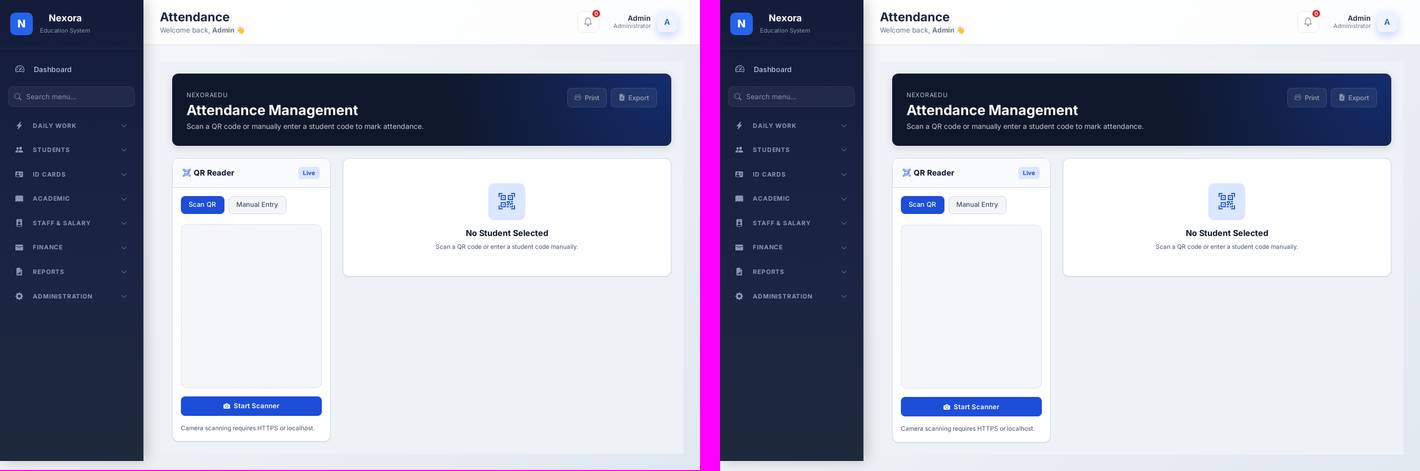 N
Nexora
Education System
Dashboard
Search menu...
DAILY WORK
STUDENTS
ID CARDS
ACADEMIC
STAFF & SALARY
FINANCE
REPORTS
ADMINISTRATION
Attendance
Welcome back, Admin 👋
0
Admin
Administrator
A
NEXORAEDU
Attendance Management
Scan a QR code or manually enter a student code to mark attendance.
Print
Export
QR Reader
Live
Scan QR
Manual Entry
Start Scanner
Camera scanning requires HTTPS or localhost.
No Student Selected
Scan a QR code or enter a student code manually.
N
Nexora
Education System
Dashboard
Search menu...
DAILY WORK
STUDENTS
ID CARDS
ACADEMIC
STAFF & SALARY
FINANCE
REPORTS
ADMINISTRATION
Attendance
Welcome back, Admin 👋
0
Admin
Administrator
A
NEXORAEDU
Attendance Management
Scan a QR code or manually enter a student code to mark attendance.
Print
Export
QR Reader
Live
Scan QR
Manual Entry
Start Scanner
Camera scanning requires HTTPS or localhost.
No Student Selected
Scan a QR code or enter a student code manually.